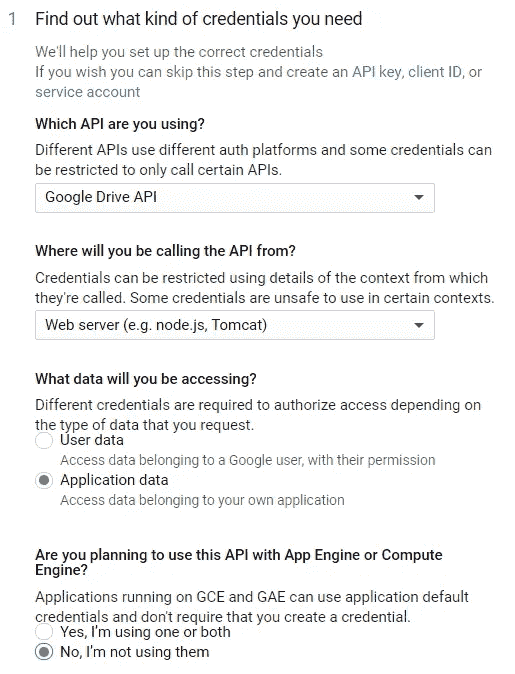 1 Find out what kind of credentials you need
We'll help you set up the correct credentials
If you wish you can skip this step and create an API key, client ID, or
service account
Which API are you using?
Different APIs use different auth platforms and some credentials can
be restricted to only call certain APIs.
Google Drive API
Where will you be calling the API from?
Credentials can be restricted using details of the context from which
they're called. Some credentials are unsafe to use in certain contexts.
Web server (e.g. node.js, Tomcat)
What data will you be accessing?
Different credentials are required to authorize access depending on
the type of data that you request.
User data
Access data belonging to a Google user, with their permission
Application data
Access data belonging to your own application
Are you planning to use this API with App Engine or Compute
Engine?
Applications running on GCE and GAE can use application default
credentials and don't require that you create a credential.
Yes, I'm using one or both
No, I'm not using them